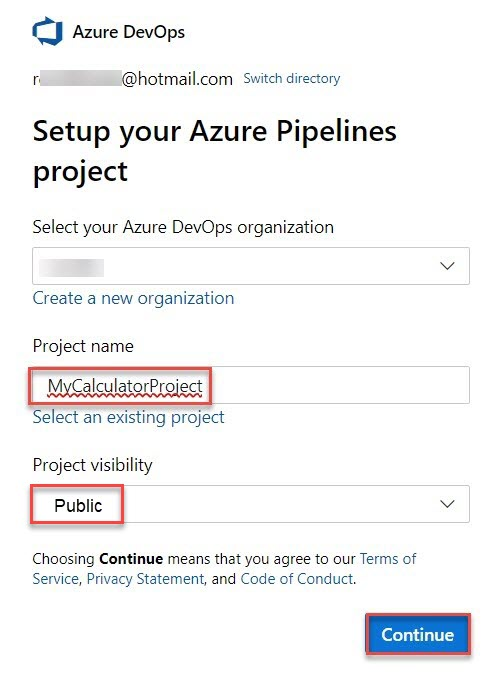 Azure DevOps
@hotmail.com Switch directory
Setup your Azure Pipelines
project
Select your Azure DevOps organization
Create a new organization
Project name
MyCalculatorProject
Select an existing project
Project visibility
Public
Choosing Continue means that you agree to our Terms of
Service, Privacy Statement, and Code of Conduct.
Continue